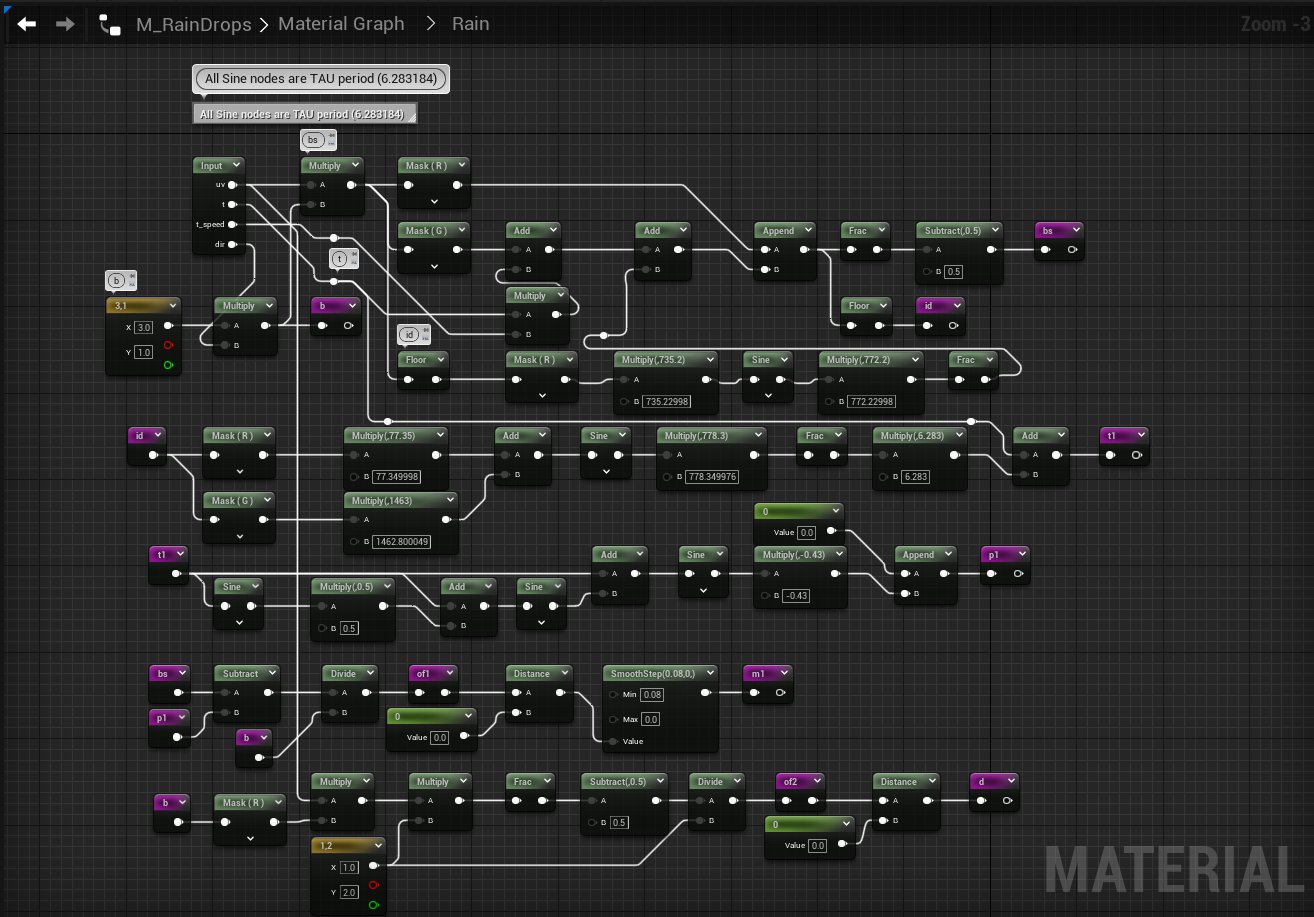 M_RainDrops > Material Graph > Rain
Zoom -3
All Sine nodes are TAU period (6.283184)
All Sine nodes are TAU period (6.283184)
bs
Input
uv
t
t_speed
dir
Multiply
A
B
Mask ( R )
Mask ( G )
Add
A
B
Add
A
B
Append
A
B
Frac
Subtract(,0.5)
A
B 0.5
bs
t
b
3,1
X 3.0
Y 1.0
Multiply
A
B
b
Multiply
A
B
Floor
id
id
Floor
Mask ( R )
Multiply(,735.2)
A
B 735.22998
Sine
Multiply(,772.2)
A
B 772.22998
Frac
id
Mask ( R )
Mask ( G )
Multiply(,77.35)
A
B 77.349998
Multiply(,1463)
A
B 1462.800049
Add
A
B
Sine
Multiply(,778.3)
A
B 778.349976
Frac
Multiply(,6.283)
A
B 6.283
Add
A
B
t1
t1
Sine
Multiply(,0.5)
A
B 0.5
Add
A
B
Sine
Add
A
B
Sine
0
Value 0.0
Multiply(,-0.43)
A
B -0.43
Append
A
B
p1
bs
p1
Subtract
A
B
b
Divide
A
B
of1
0
Value 0.0
Distance
A
B
SmoothStep(0.08,0,)
Min 0.08
Max 0.0
Value
m1
b
Mask ( R )
Multiply
A
B
1,2
X 1.0
Y 2.0
Multiply
A
B
Frac
Subtract(,0.5)
A
B 0.5
Divide
A
B
of2
0
Value 0.0
Distance
A
B
d
MATERIAL